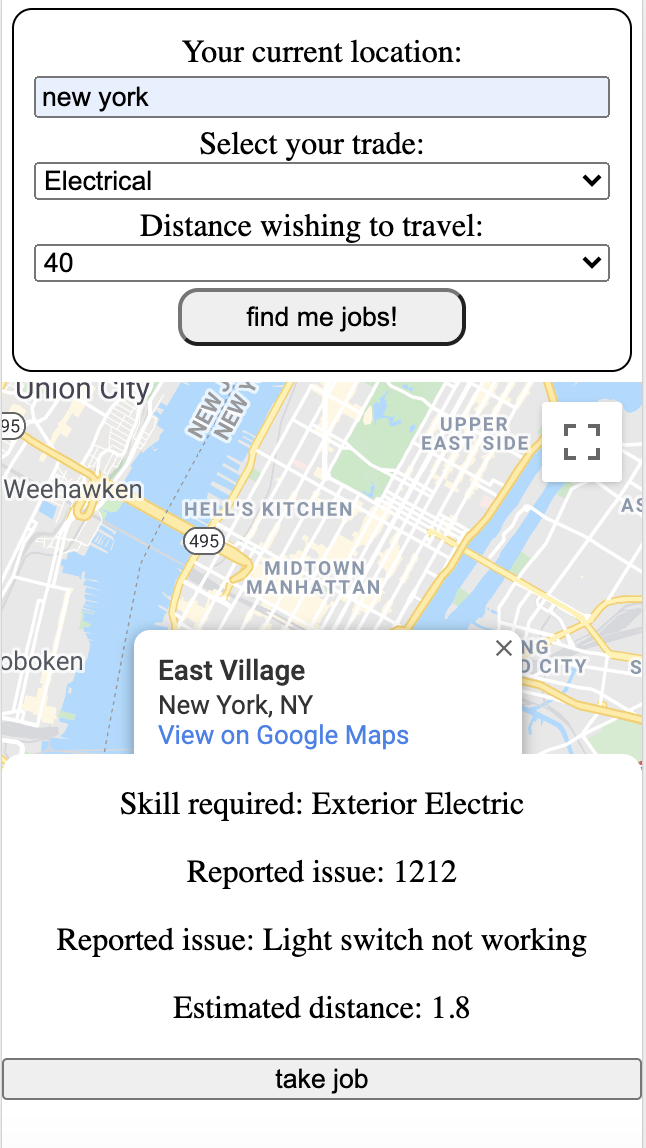 Your current location:
new york
Select your trade:
Electrical
Distance wishing to travel:
40
find me jobs!
Union City
NEW J
NEW Y
95
UPPER
EAST SIDE
Weehawken
HELL'S KITCHEN
AS
495
MIDTOWN
MANHATTAN
oboken
NG
D CITY
S
East Village
New York, NY
View on Google Maps
Skill required: Exterior Electric
Reported issue: 1212
Reported issue: Light switch not working
Estimated distance: 1.8
take job